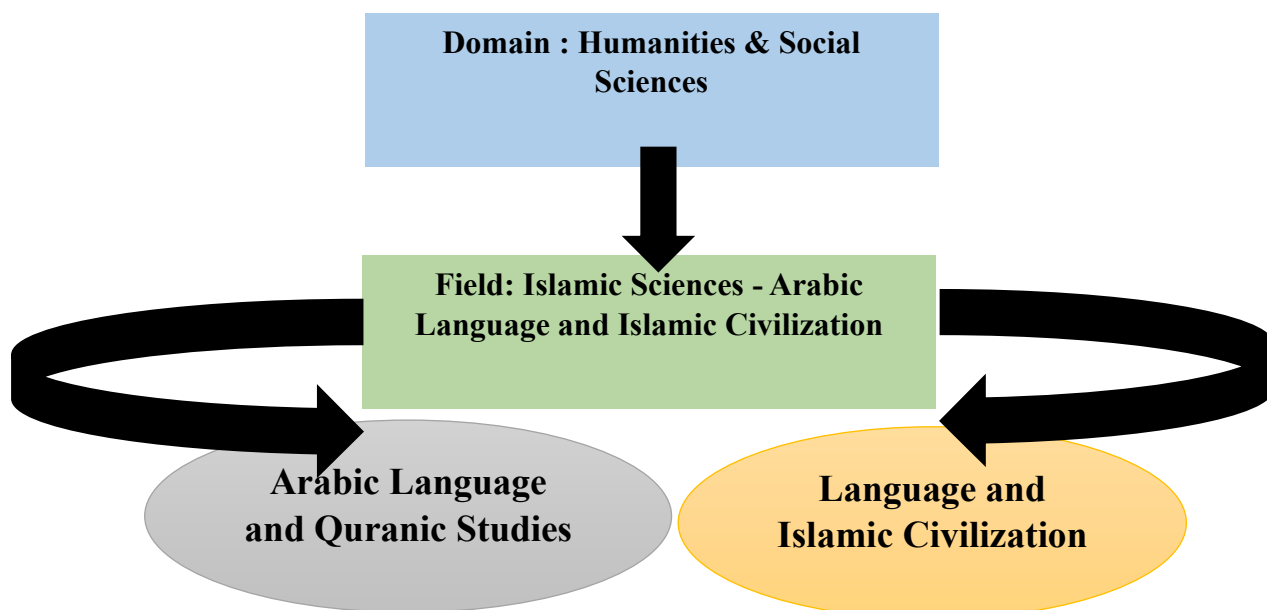 Domain : Humanities & Social
Sciences
Field: Islamic Sciences - Arabic
Language and Islamic Civilization
Arabic Language
and Quranic Studies
Language and
Islamic Civilization